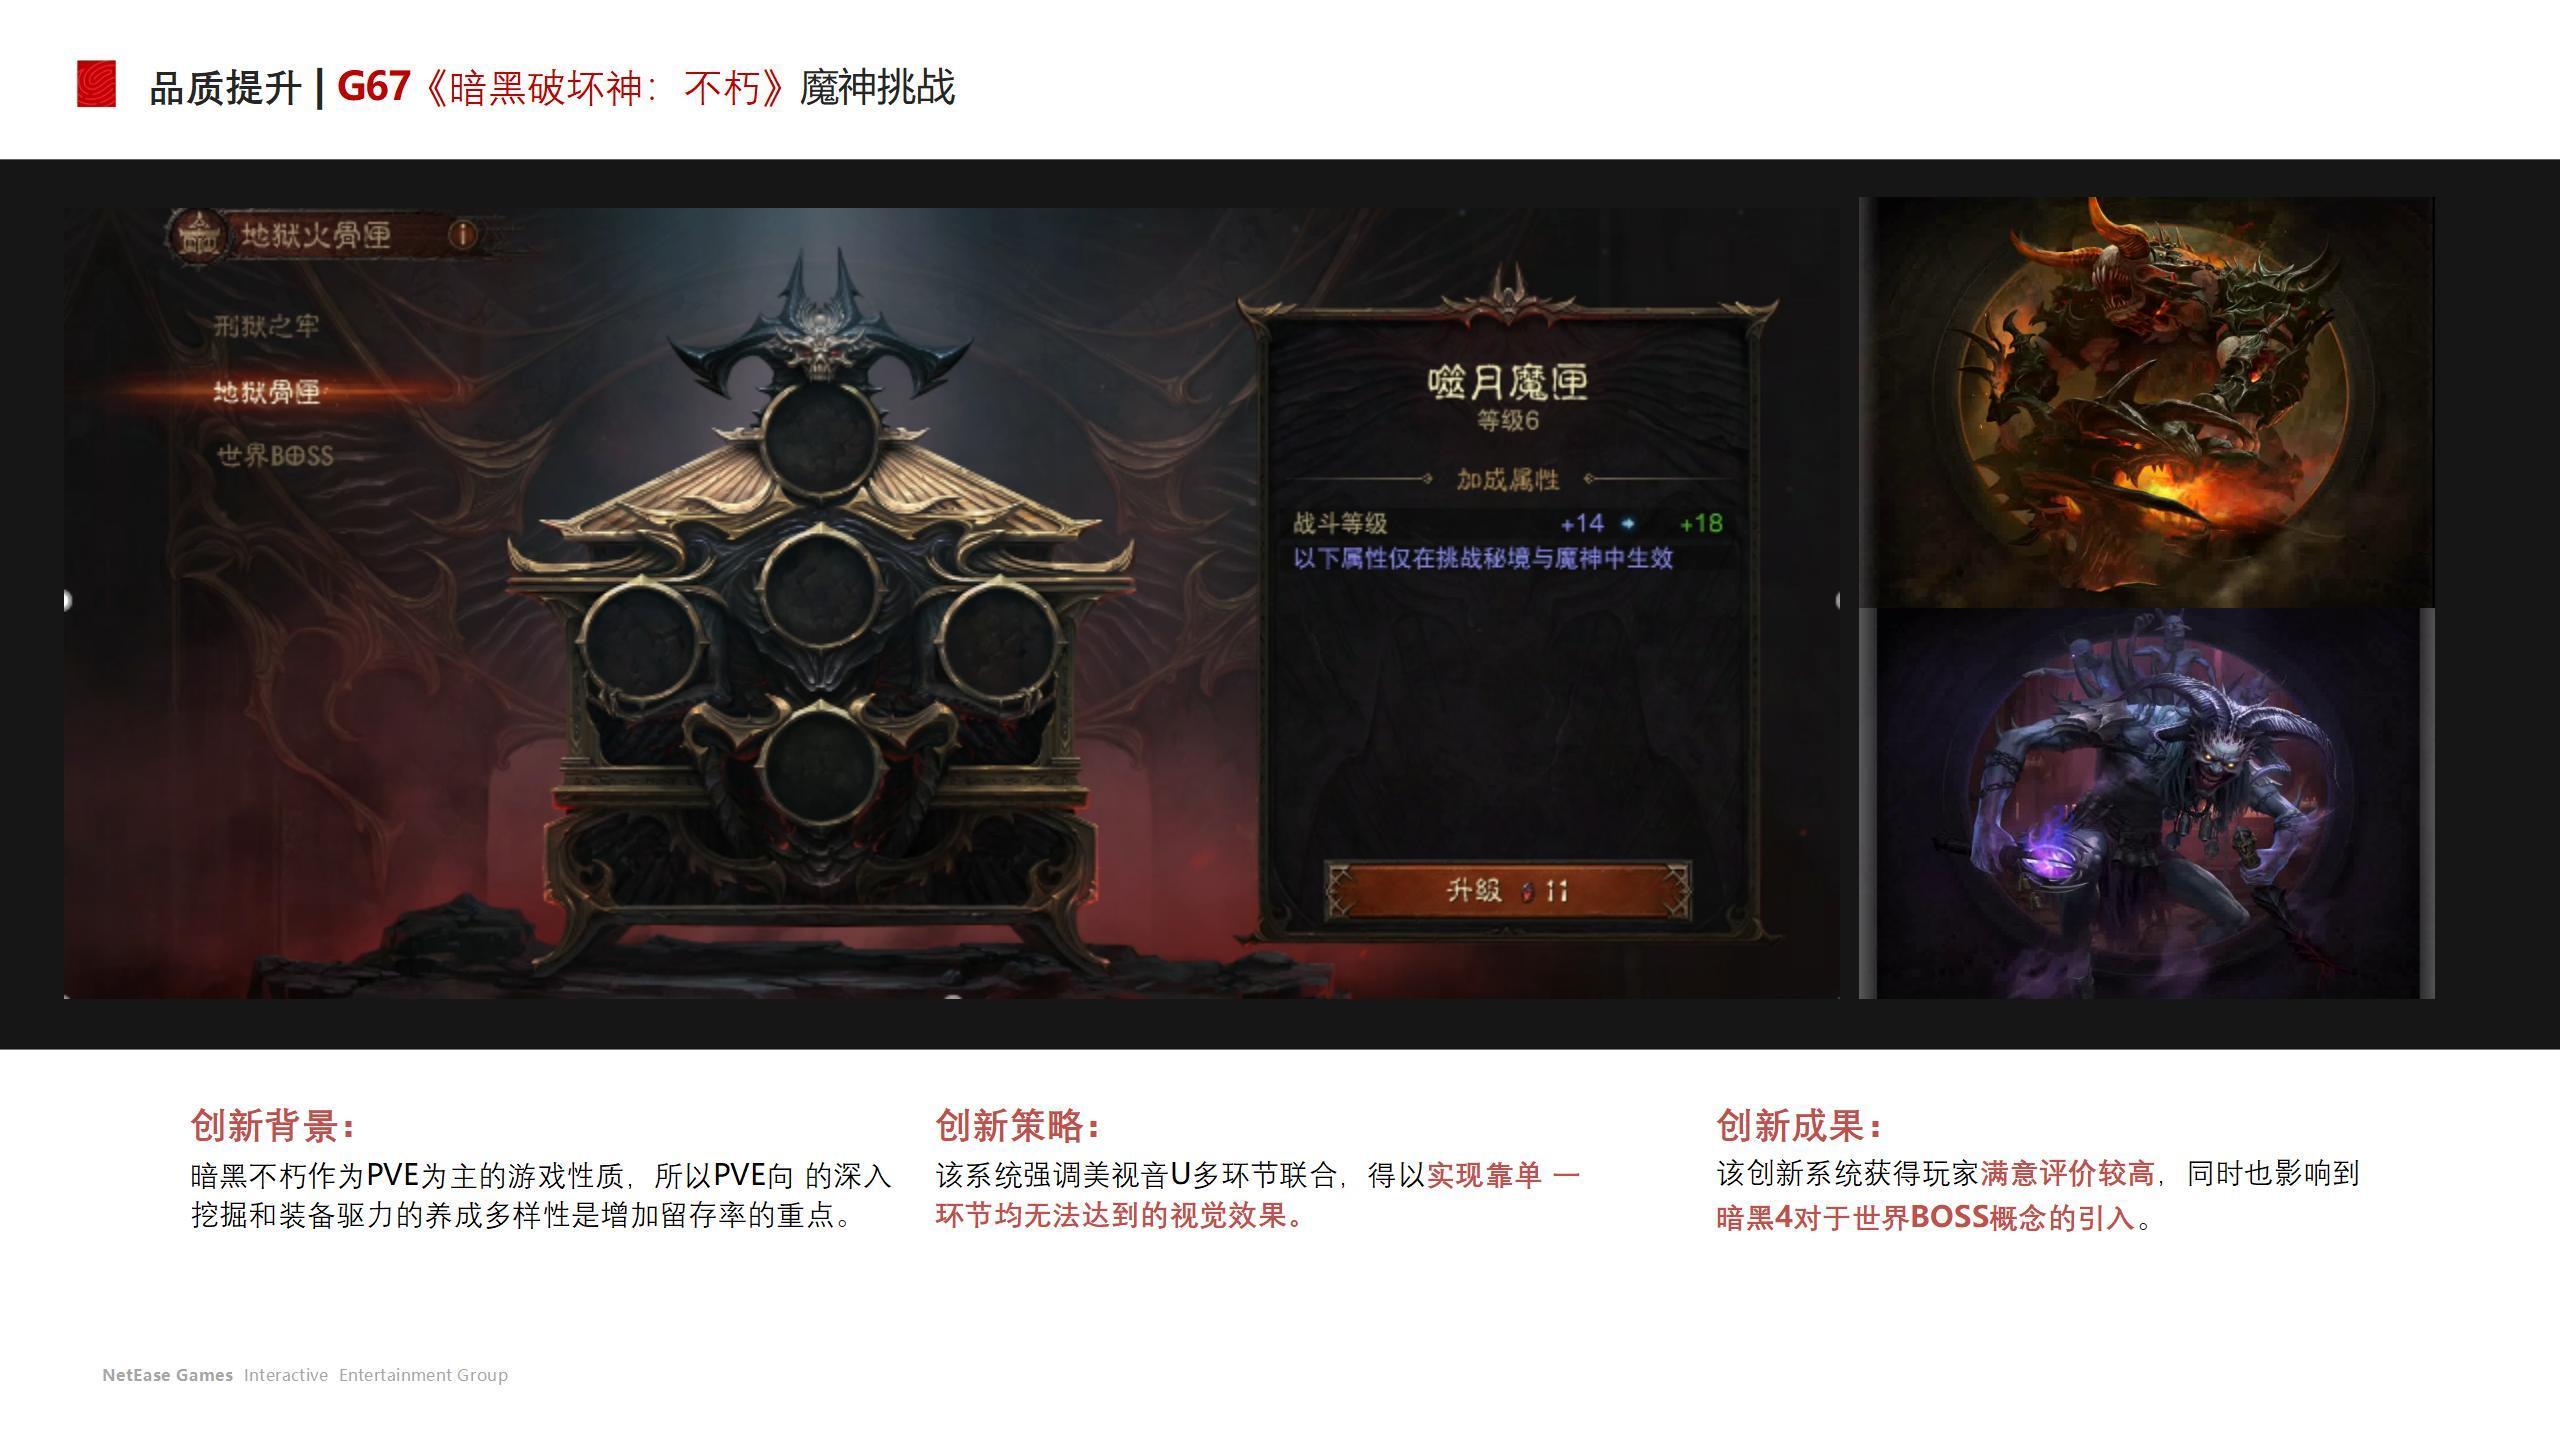 品质提升 | G67《暗黑破坏神：不朽》魔神挑战
地狱火骨匣
刑狱之牢
地狱骨匣
世界BOSS
噬月魔匣
等级6
加成属性
战斗等级 +14 +18
以下属性仅在挑战秘境与魔神中生效
升级 11
创新背景：
暗黑不朽作为PVE为主的游戏性质，所以PVE向 的深入
挖掘和装备驱力的养成多样性是增加留存率的重点。
创新策略：
该系统强调美视音U多环节联合，得以实现靠单 一
环节均无法达到的视觉效果。
创新成果：
该创新系统获得玩家满意评价较高，同时也影响到
暗黑4对于世界BOSS概念的引入。
NetEase Games Interactive Entertainment Group